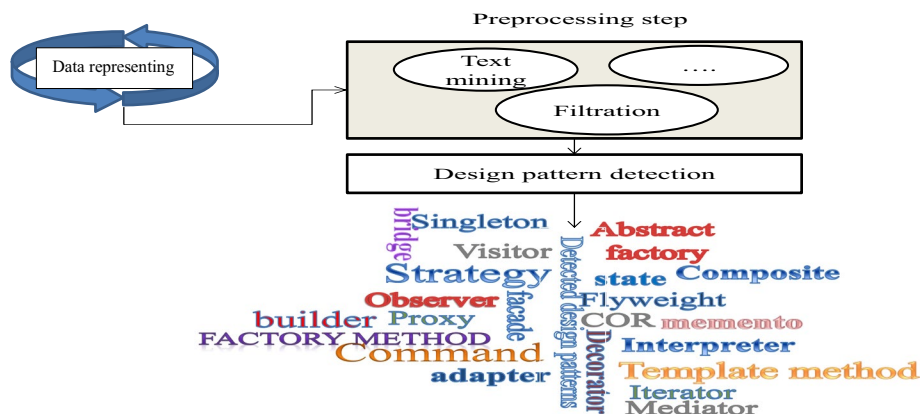 Preprocessing step
Data representing
Text
mining
....
Filtration
Design pattern detection
bridge
Singleton
Visitor
Strategy
Observer
facade
builder
Proxy
FACTORY METHOD
Command
adapter
Detected design patterns
Abstract
factory
state
Composite
Flyweight
COR
memento
Decorator
Interpreter
Template method
Iterator
Mediator